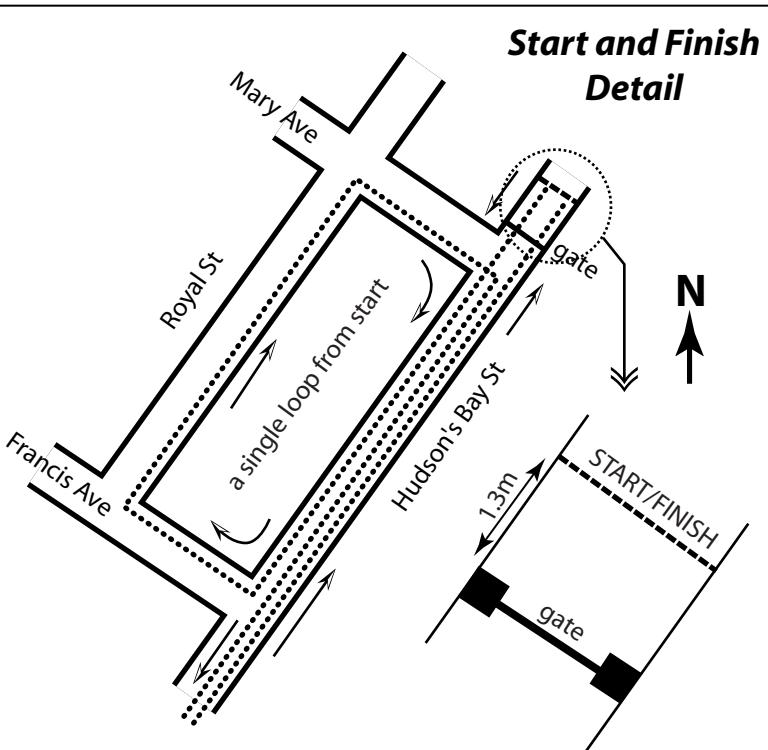 Start and Finish
Detail
Mary Ave
gate
Royal St
N
a single loop from start
Hudson's Bay St
Francis Ave
START/FINISH
1.3m
gate